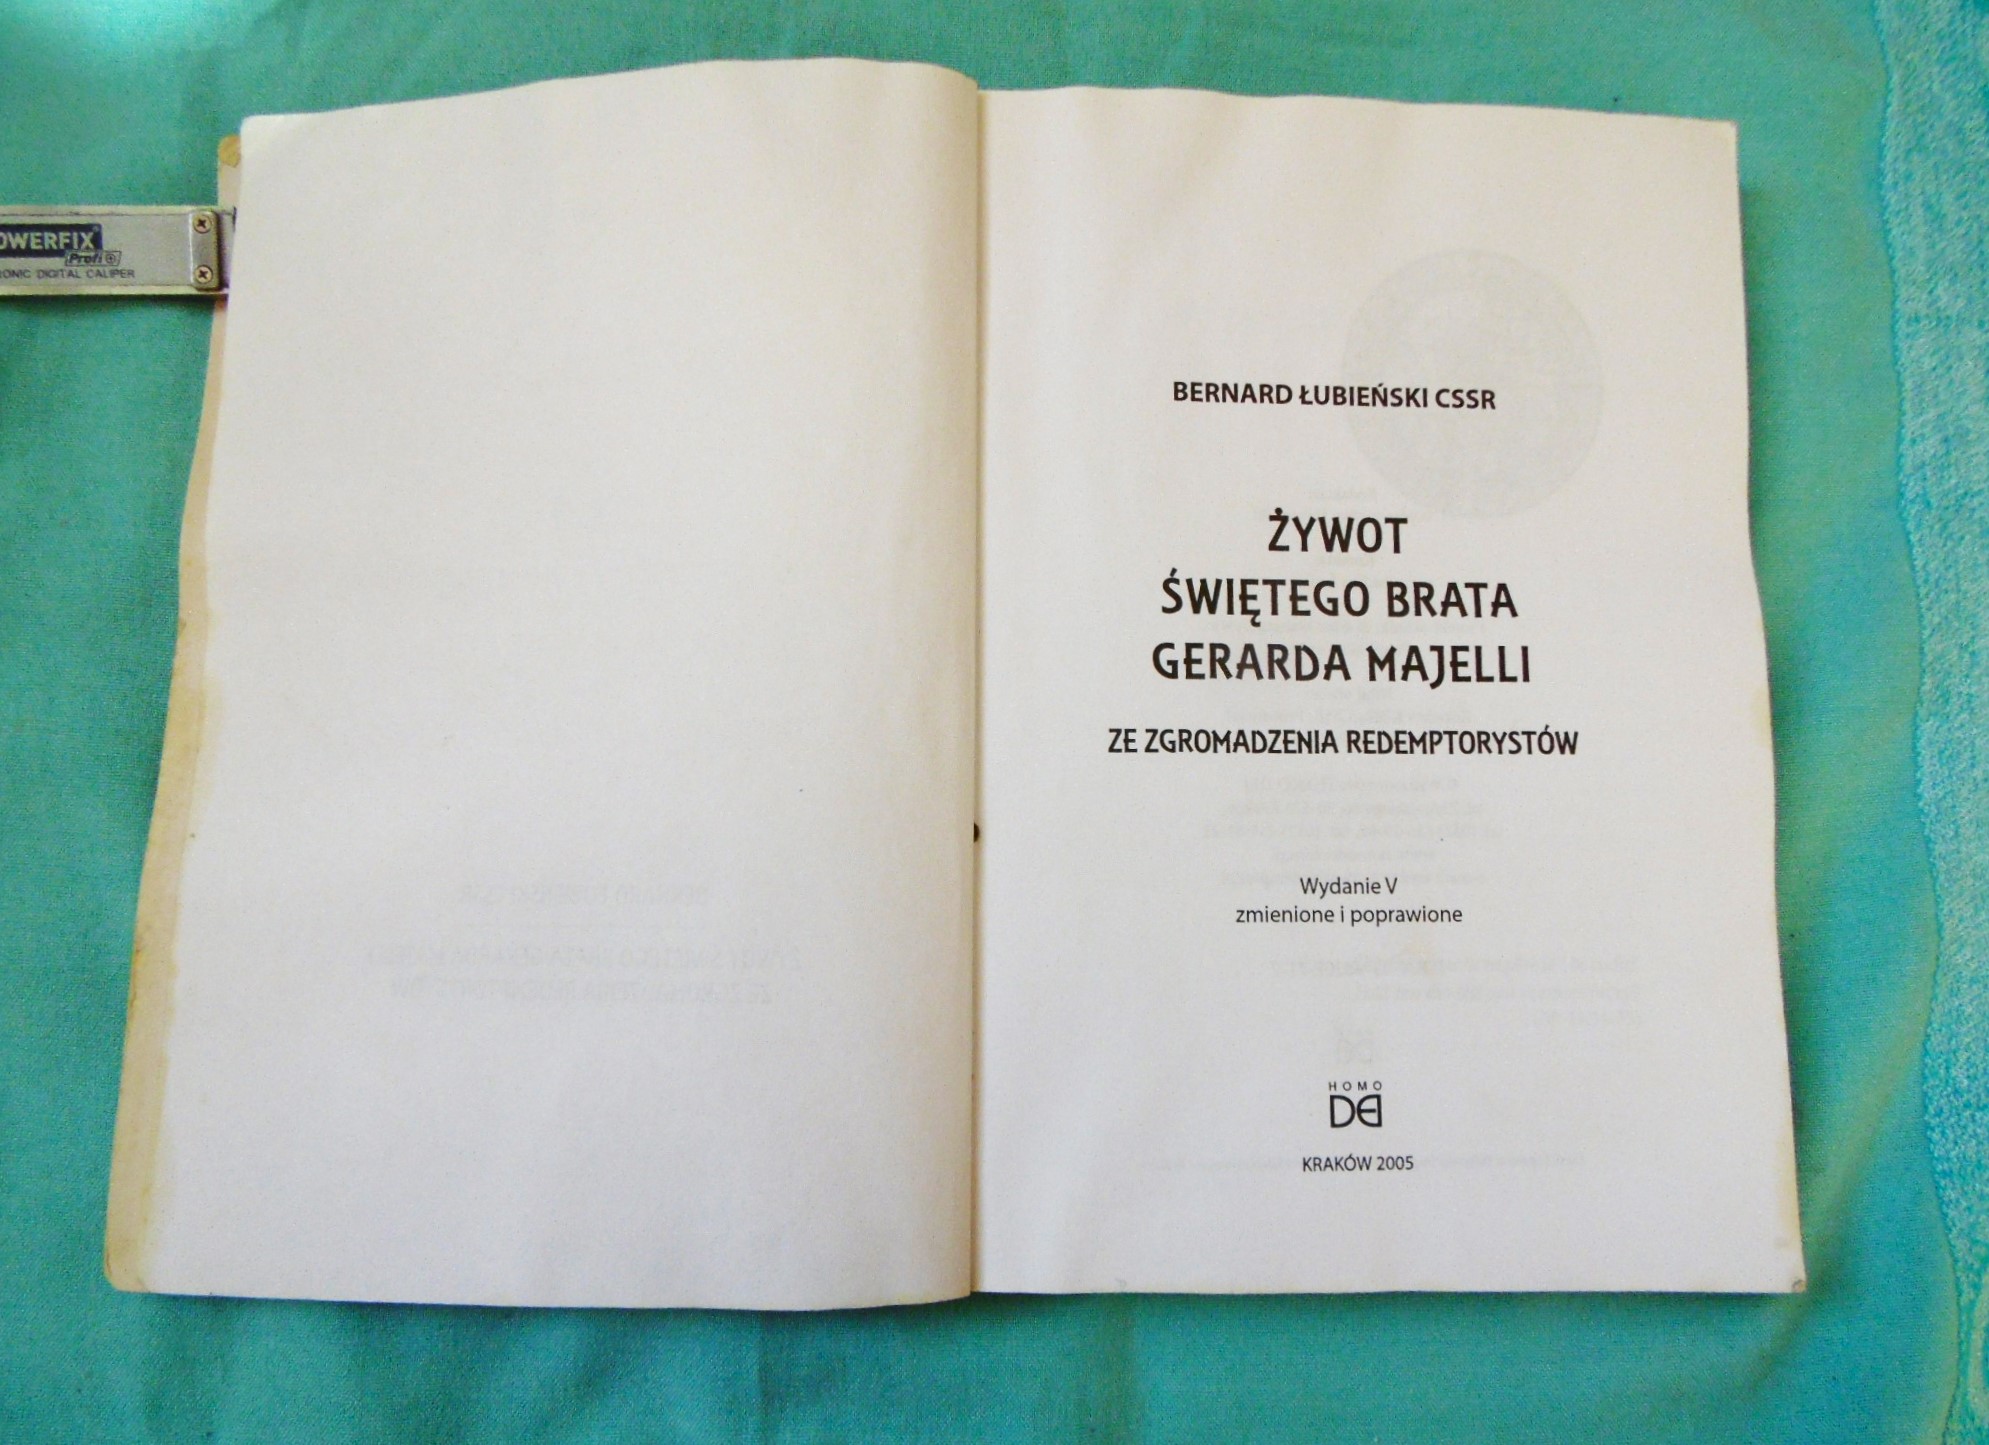 OWERFIX
Profi
RONIC DIGITAL CALIPER
BERNARD ŁUBIEŃSKI CSSR
ŻYWOT
ŚWIĘTEGO BRATA
GERARDA MAJELLI
ZE ZGROMADZENIA REDEMPTORYSTÓW
Wydanie V
zmienione i poprawione
HOMO
DEI
KRAKÓW 2005